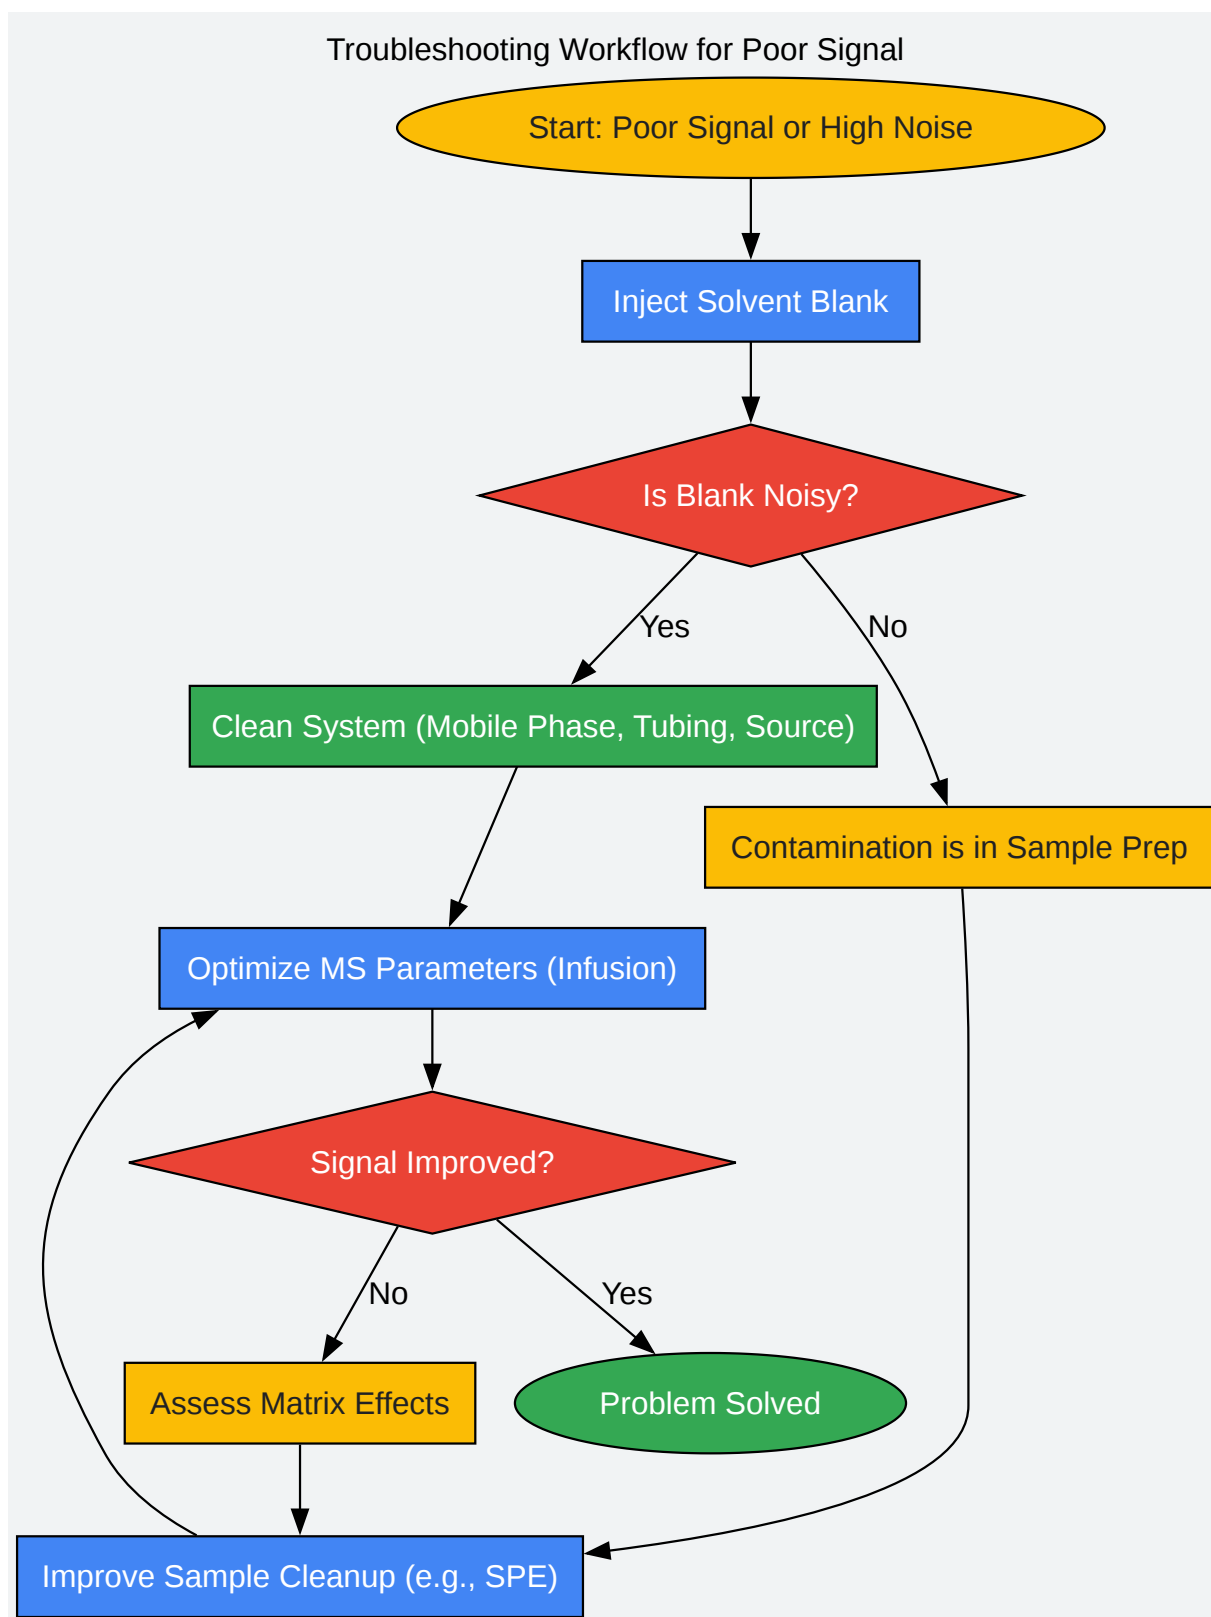 Troubleshooting Workflow for Poor Signal
Start: Poor Signal or High Noise
Inject Solvent Blank
Is Blank Noisy?
Yes
No
Clean System (Mobile Phase, Tubing, Source)
Contamination is in Sample Prep
Optimize MS Parameters (Infusion)
Signal Improved?
No
Yes
Assess Matrix Effects
Problem Solved
Improve Sample Cleanup (e.g., SPE)